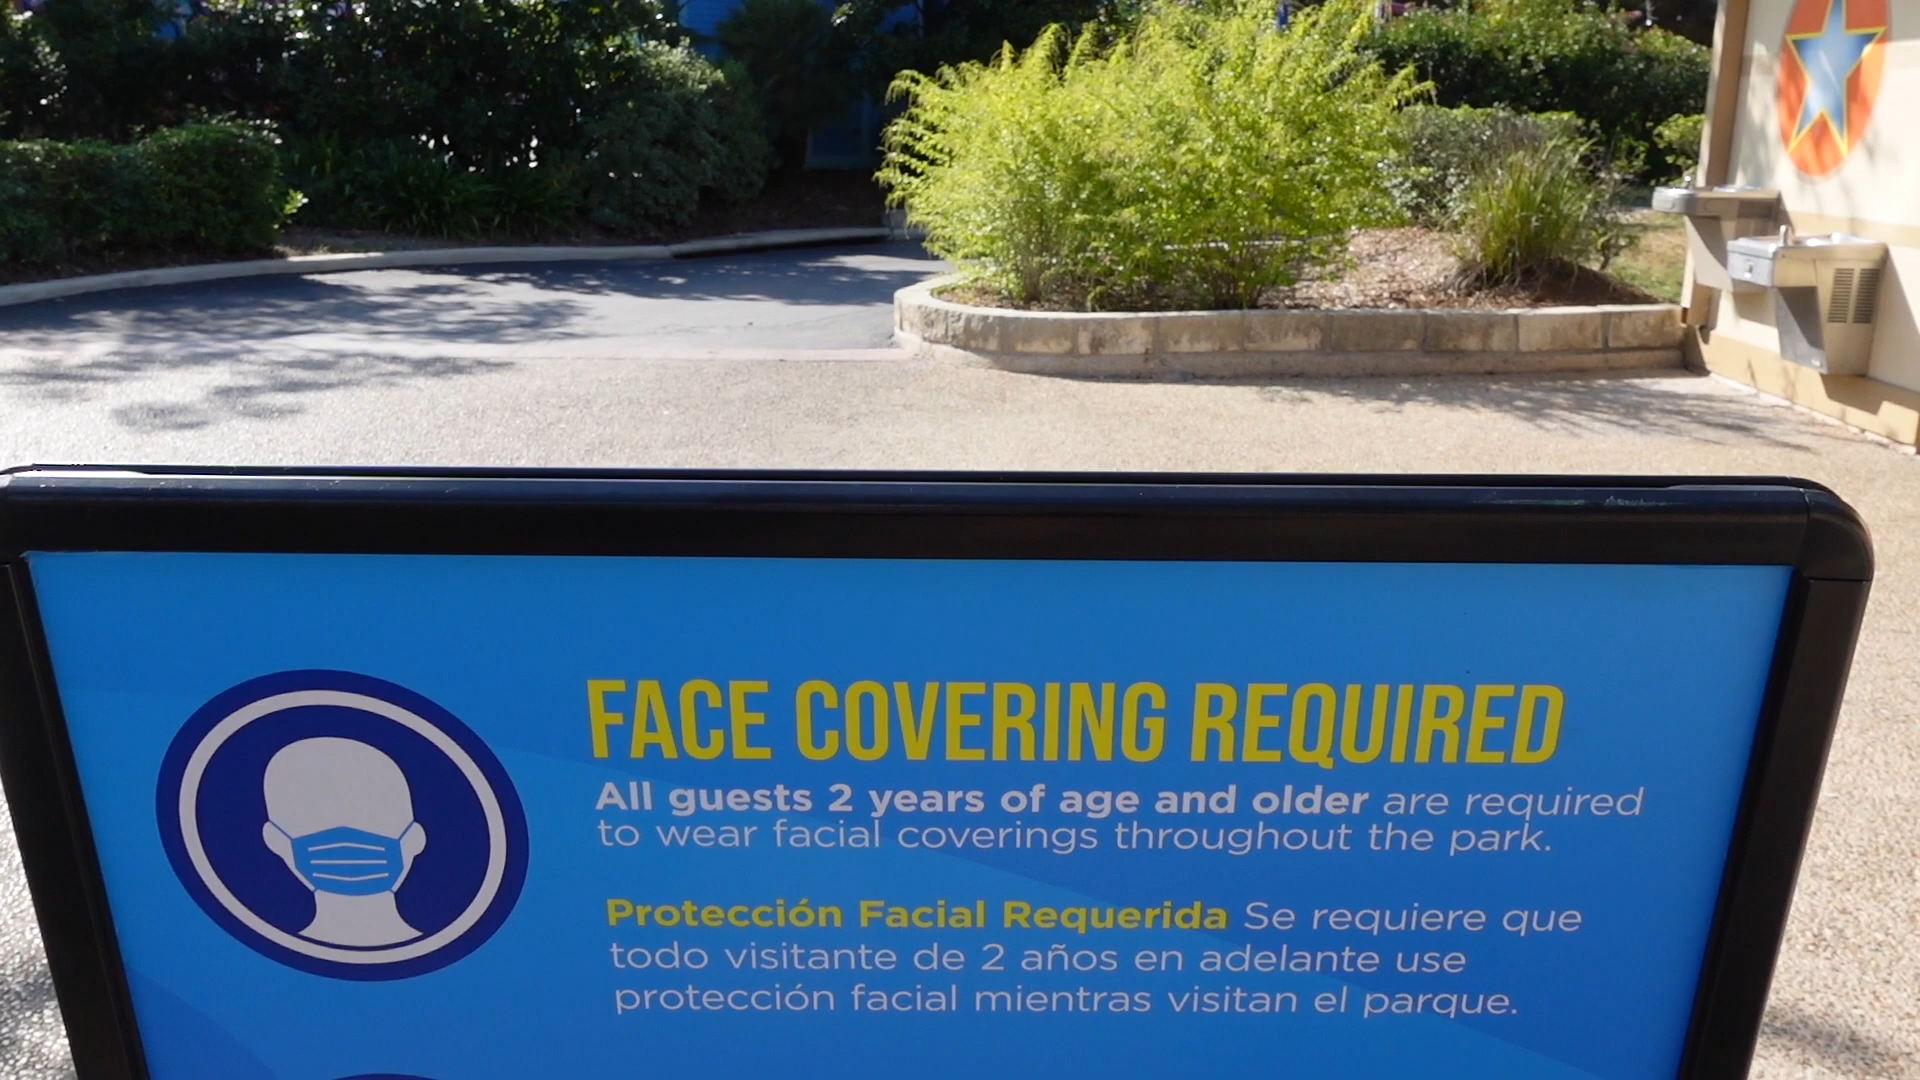 FACE COVERING REQUIRED
All guests 2 years of age and older are required
to wear facial coverings throughout the park.
Protección Facial Requerida Se requiere que
todo visitante de 2 años en adelante use
protección facial mientras visitan el parque.